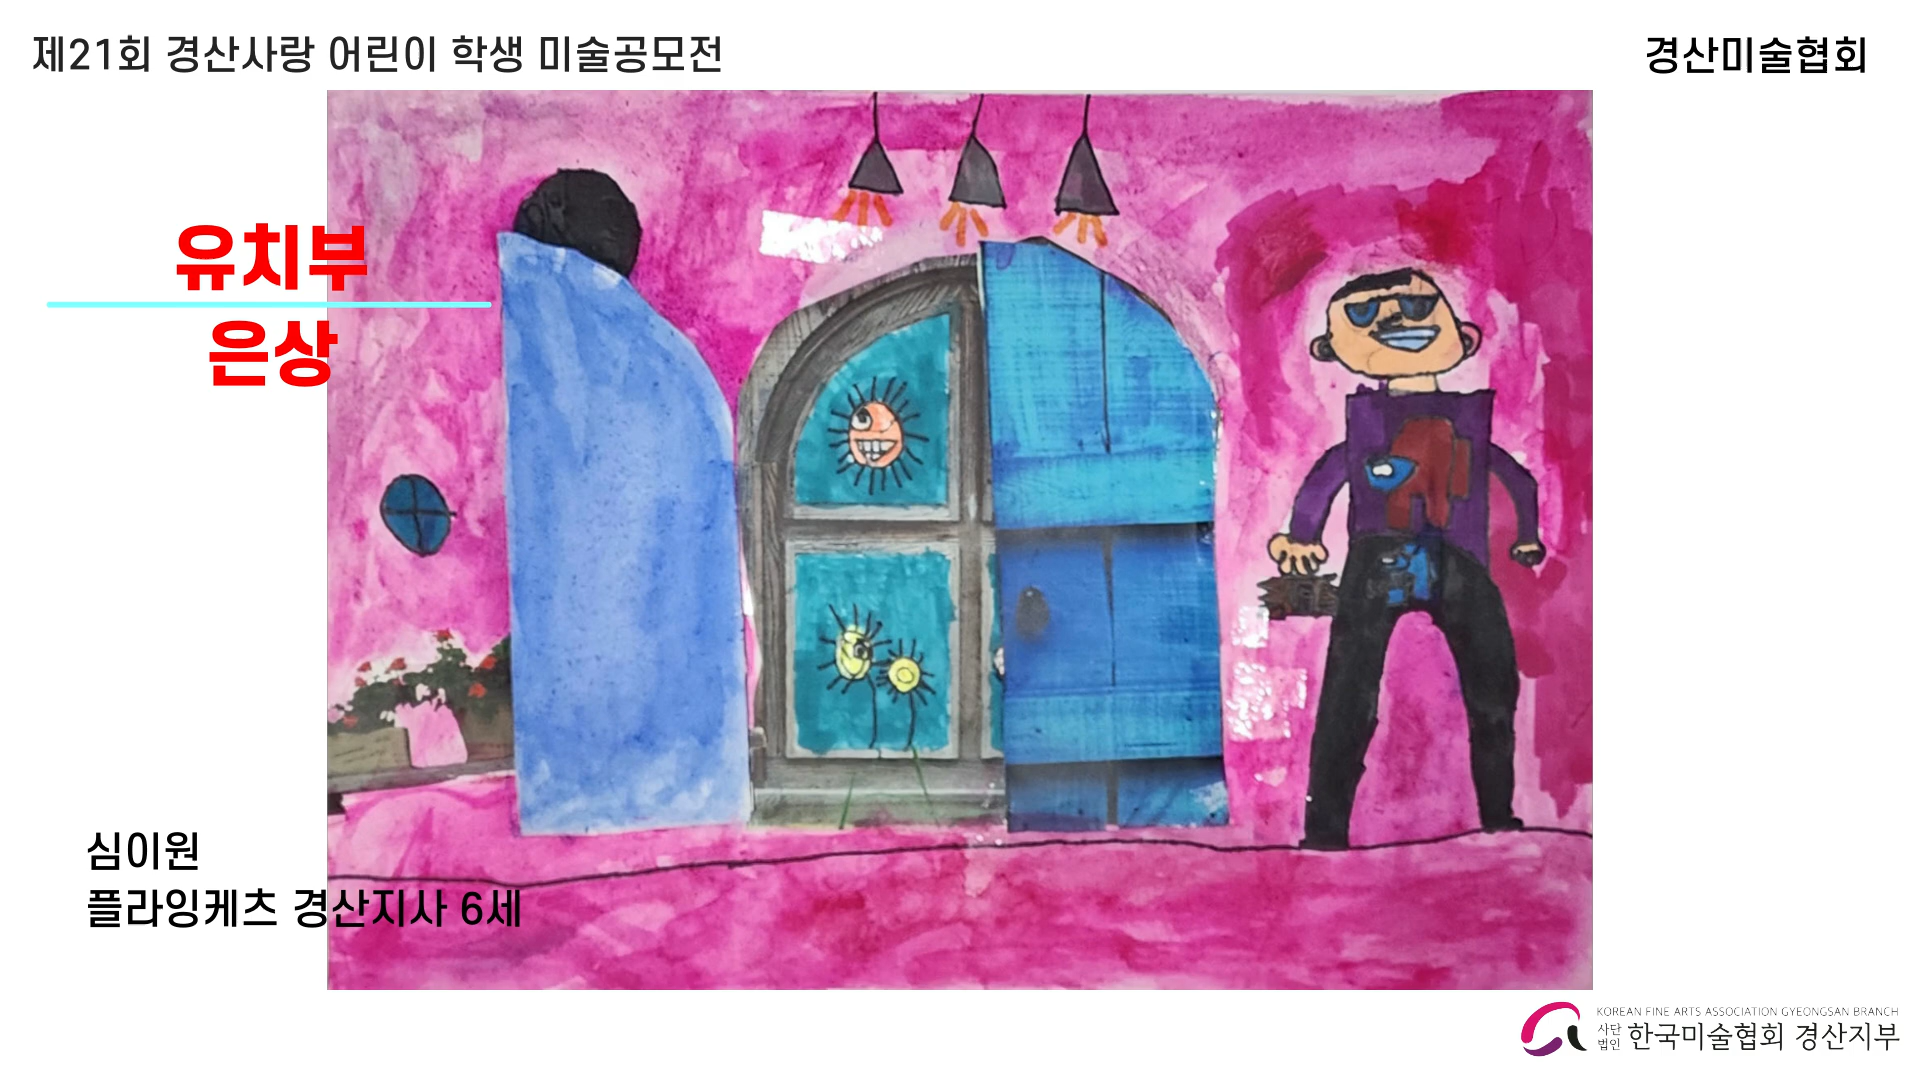 제21회 경산사랑 어린이 학생 미술공모전
경산미술협회
유치부
은상
심이원
플라잉케츠 경산지사 6세
KOREAN FINE ARTS ASSOCIATION GYEONGSAN BRANCH
사단법인 한국미술협회 경산지부